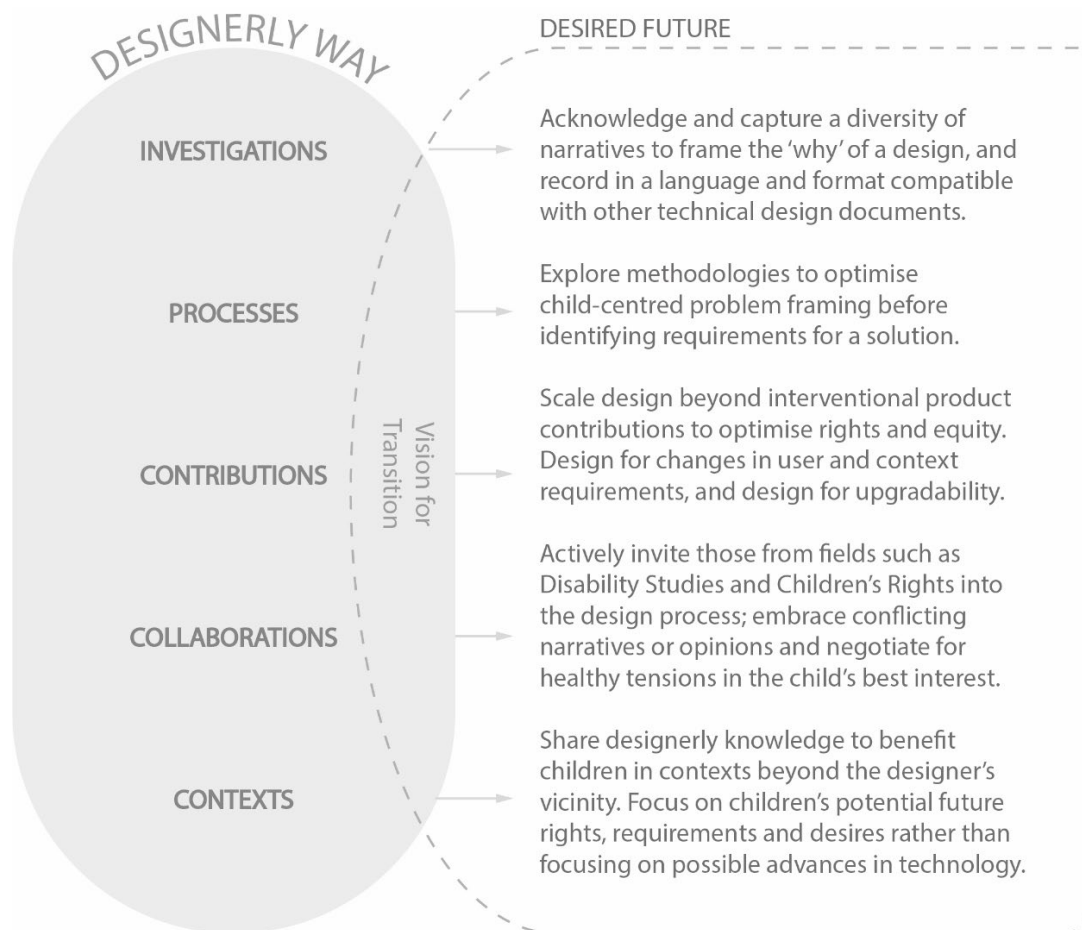 DESIGNERLY WAY
DESIRED FUTURE
INVESTIGATIONS
Acknowledge and capture a diversity of
narratives to frame the ‘why’ of a design, and
record in a language and format compatible
with other technical design documents.
PROCESSES
Explore methodologies to optimise
child-centred problem framing before
identifying requirements for a solution.
Vision for
Transition
CONTRIBUTIONS
Scale design beyond interventional product
contributions to optimise rights and equity.
Design for changes in user and context
requirements, and design for upgradability.
COLLABORATIONS
Actively invite those from fields such as
Disability Studies and Children’s Rights into
the design process; embrace conflicting
narratives or opinions and negotiate for
healthy tensions in the child’s best interest.
CONTEXTS
Share designerly knowledge to benefit
children in contexts beyond the designer’s
vicinity. Focus on children’s potential future
rights, requirements and desires rather than
focusing on possible advances in technology.